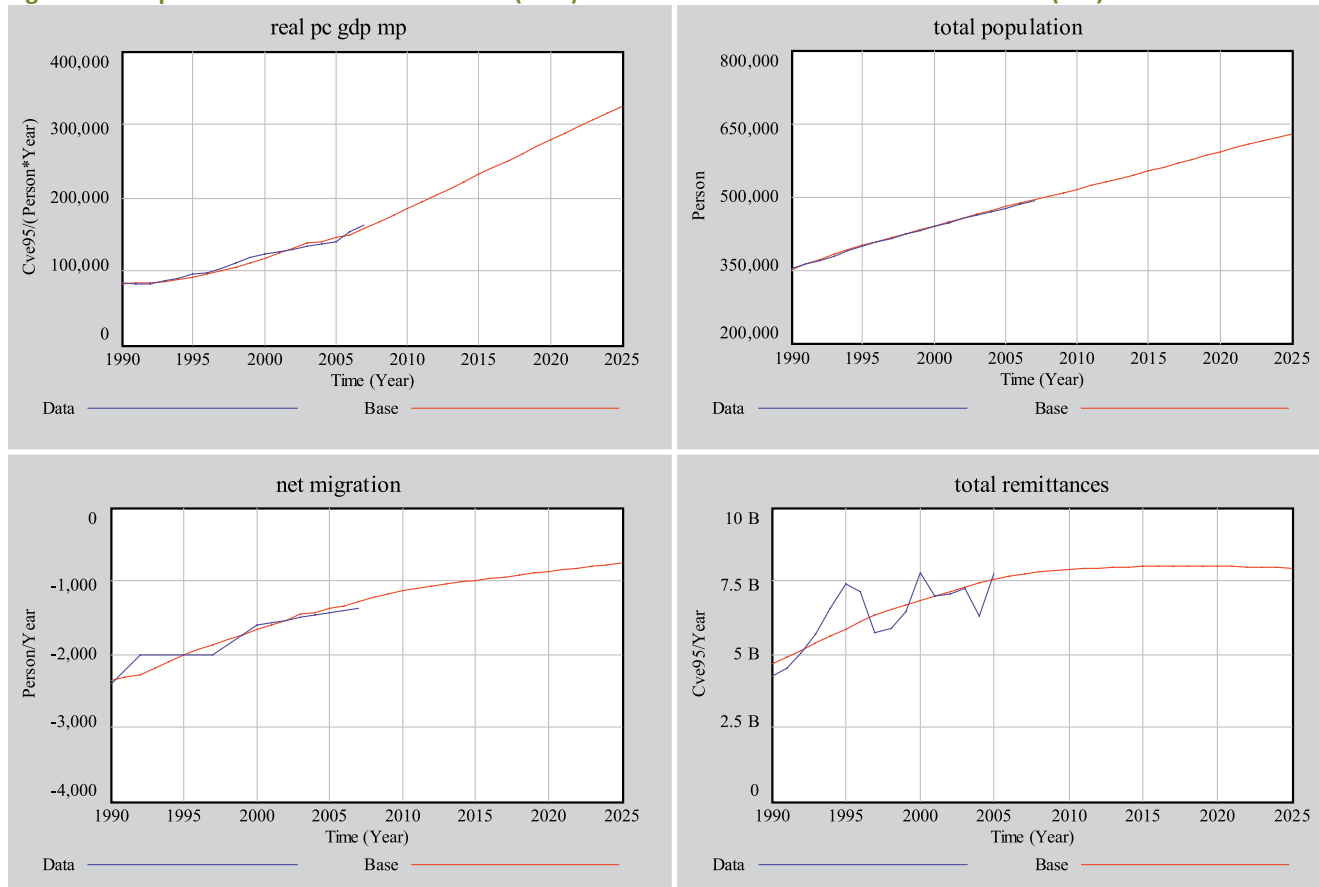 real pc gdp mp
400,000
300,000
200,000
100,000
0
Cve95/(Person*Year)
1990 1995 2000 2005 2010 2015 2020 2025
Time (Year)
Data Base
total population
800,000
650,000
500,000
350,000
200,000
Person
1990 1995 2000 2005 2010 2015 2020 2025
Time (Year)
Data Base
net migration
0
-1,000
-2,000
-3,000
-4,000
Person/Year
1990 1995 2000 2005 2010 2015 2020 2025
Time (Year)
Data Base
total remittances
10 B
7.5 B
5 B
2.5 B
0
Cve95/Year
1990 1995 2000 2005 2010 2015 2020 2025
Time (Year)
Data Base